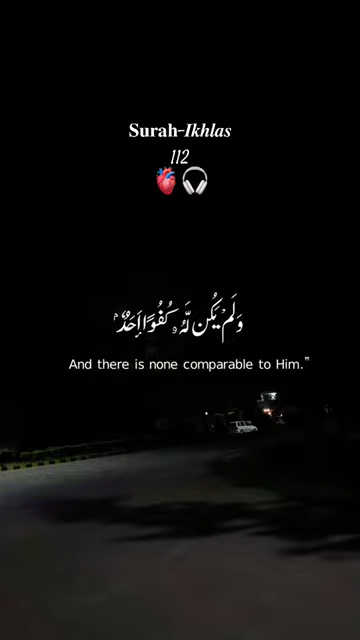 Surah-Ikhlas
112
وَلَمْ يَكُن لَّهُۥ كُفُوًا أَحَدٌۢ
And there is none comparable to Him."